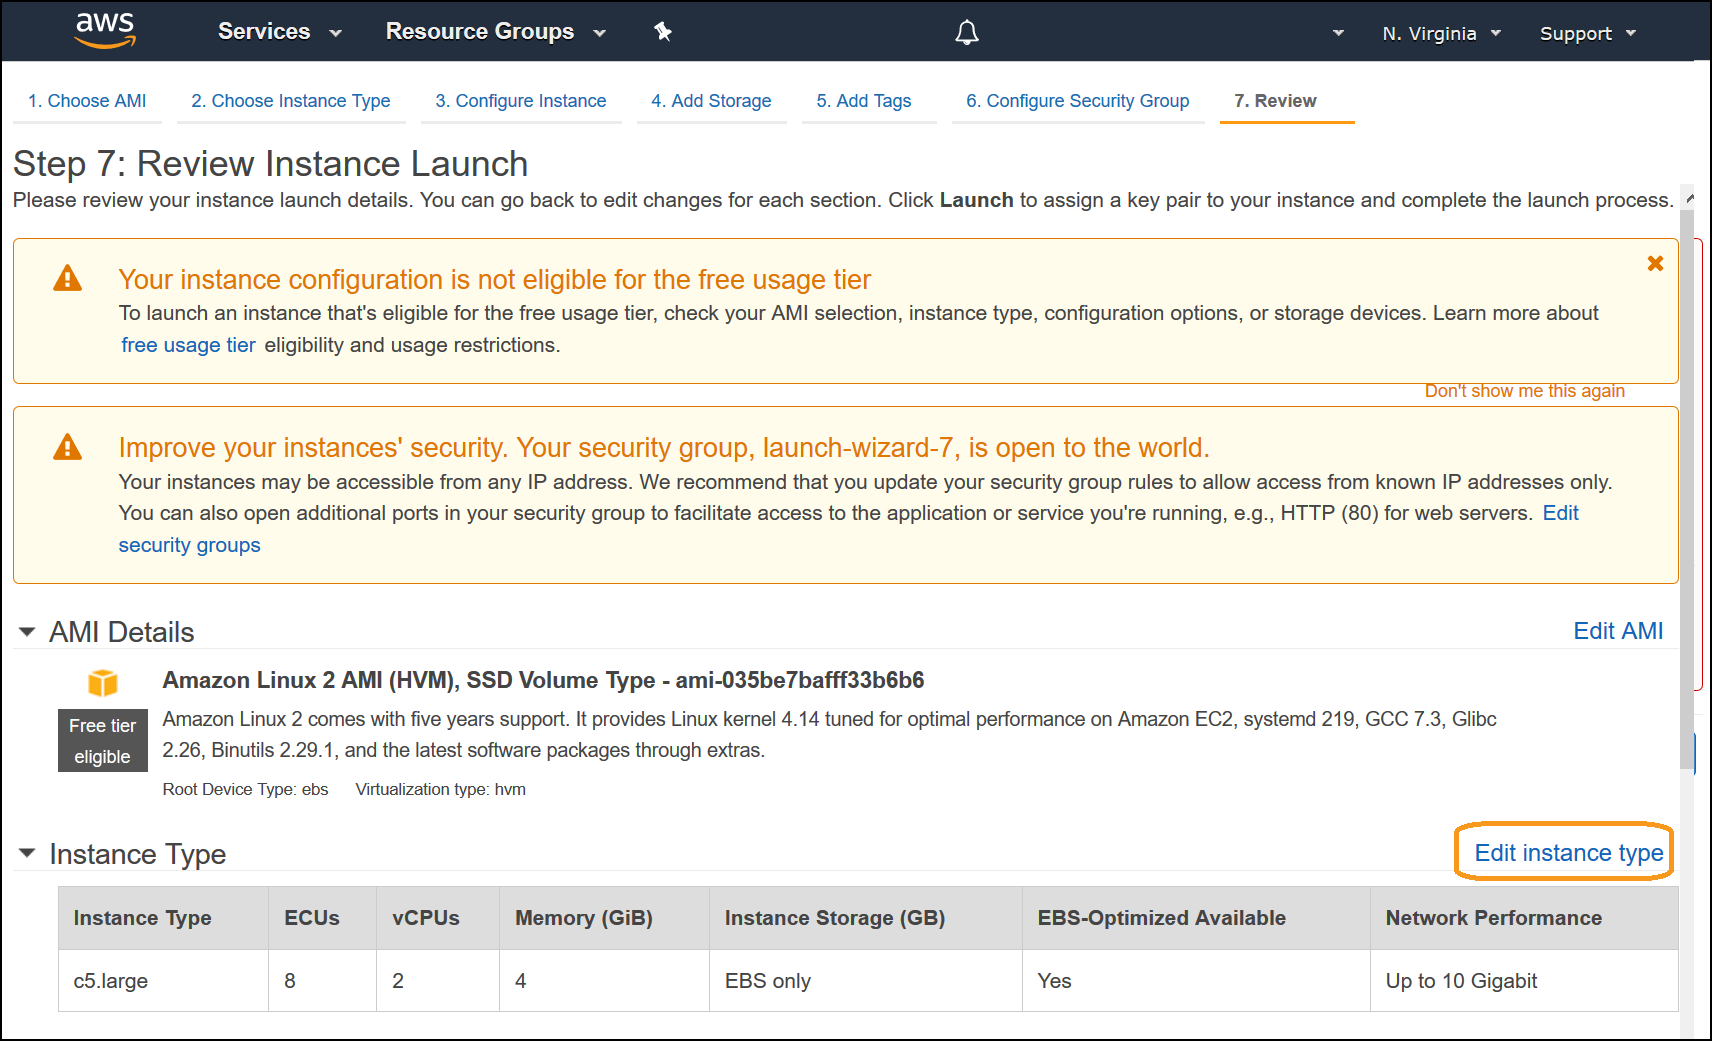 aws Services Resource Groups N. Virginia Support
1. Choose AMI 2. Choose Instance Type 3. Configure Instance 4. Add Storage 5. Add Tags 6. Configure Security Group 7. Review
Step 7: Review Instance Launch
Please review your instance launch details. You can go back to edit changes for each section. Click Launch to assign a key pair to your instance and complete the launch process.
Your instance configuration is not eligible for the free usage tier
To launch an instance that's eligible for the free usage tier, check your AMI selection, instance type, configuration options, or storage devices. Learn more about
free usage tier eligibility and usage restrictions.
Don't show me this again
Improve your instances' security. Your security group, launch-wizard-7, is open to the world.
Your instances may be accessible from any IP address. We recommend that you update your security group rules to allow access from known IP addresses only.
You can also open additional ports in your security group to facilitate access to the application or service you're running, e.g., HTTP (80) for web servers. Edit
security groups
AMI Details Edit AMI
Amazon Linux 2 AMI (HVM), SSD Volume Type - ami-035be7bafff33b6b6
Free tier
eligible
Amazon Linux 2 comes with five years support. It provides Linux kernel 4.14 tuned for optimal performance on Amazon EC2, systemd 219, GCC 7.3, Glibc
2.26, Binutils 2.29.1, and the latest software packages through extras.
Root Device Type: ebs Virtualization type: hvm
Instance Type Edit instance type
Instance Type ECUs vCPUs Memory (GiB) Instance Storage (GB) EBS-Optimized Available Network Performance
c5.large 8 2 4 EBS only Yes Up to 10 Gigabit